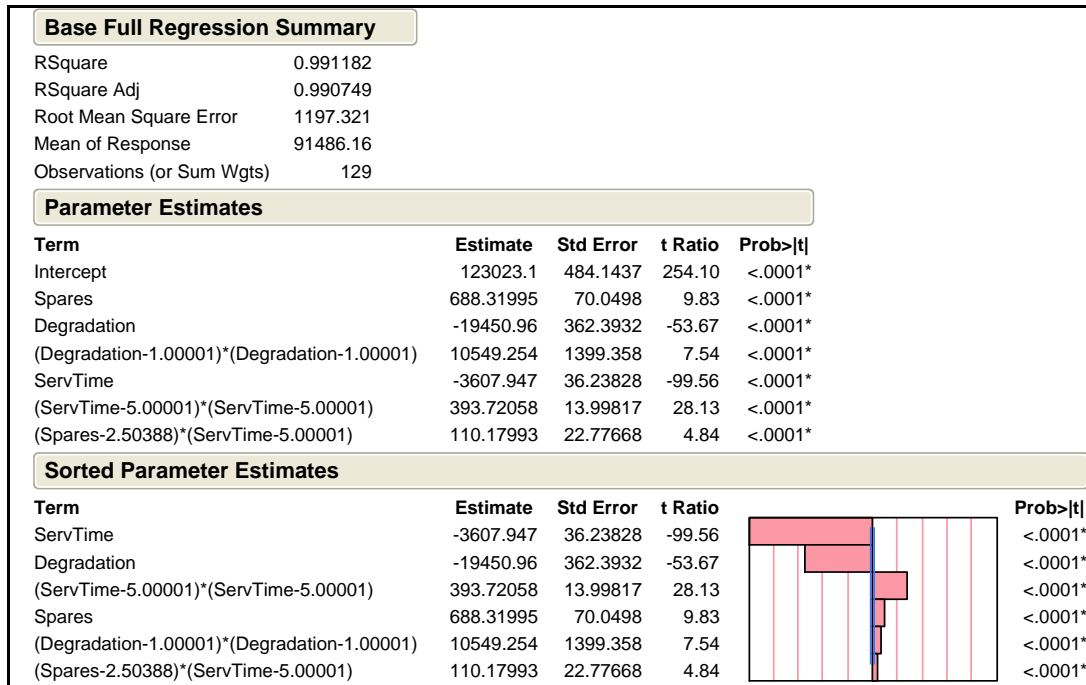 Base Full Regression Summary
RSquare 0.991182
RSquare Adj 0.990749
Root Mean Square Error 1197.321
Mean of Response 91486.16
Observations (or Sum Wgts) 129
Parameter Estimates
Term Estimate Std Error t Ratio Prob>|t|
Intercept 123023.1 484.1437 254.10 <.0001*
Spares 688.31995 70.0498 9.83 <.0001*
Degradation -19450.96 362.3932 -53.67 <.0001*
(Degradation-1.00001)*(Degradation-1.00001) 10549.254 1399.358 7.54 <.0001*
ServTime -3607.947 36.23828 -99.56 <.0001*
(ServTime-5.00001)*(ServTime-5.00001) 393.72058 13.99817 28.13 <.0001*
(Spares-2.50388)*(ServTime-5.00001) 110.17993 22.77668 4.84 <.0001*
Sorted Parameter Estimates
Term Estimate Std Error t Ratio Prob>|t|
ServTime -3607.947 36.23828 -99.56 <.0001*
Degradation -19450.96 362.3932 -53.67 <.0001*
(ServTime-5.00001)*(ServTime-5.00001) 393.72058 13.99817 28.13 <.0001*
Spares 688.31995 70.0498 9.83 <.0001*
(Degradation-1.00001)*(Degradation-1.00001) 10549.254 1399.358 7.54 <.0001*
(Spares-2.50388)*(ServTime-5.00001) 110.17993 22.77668 4.84 <.0001*